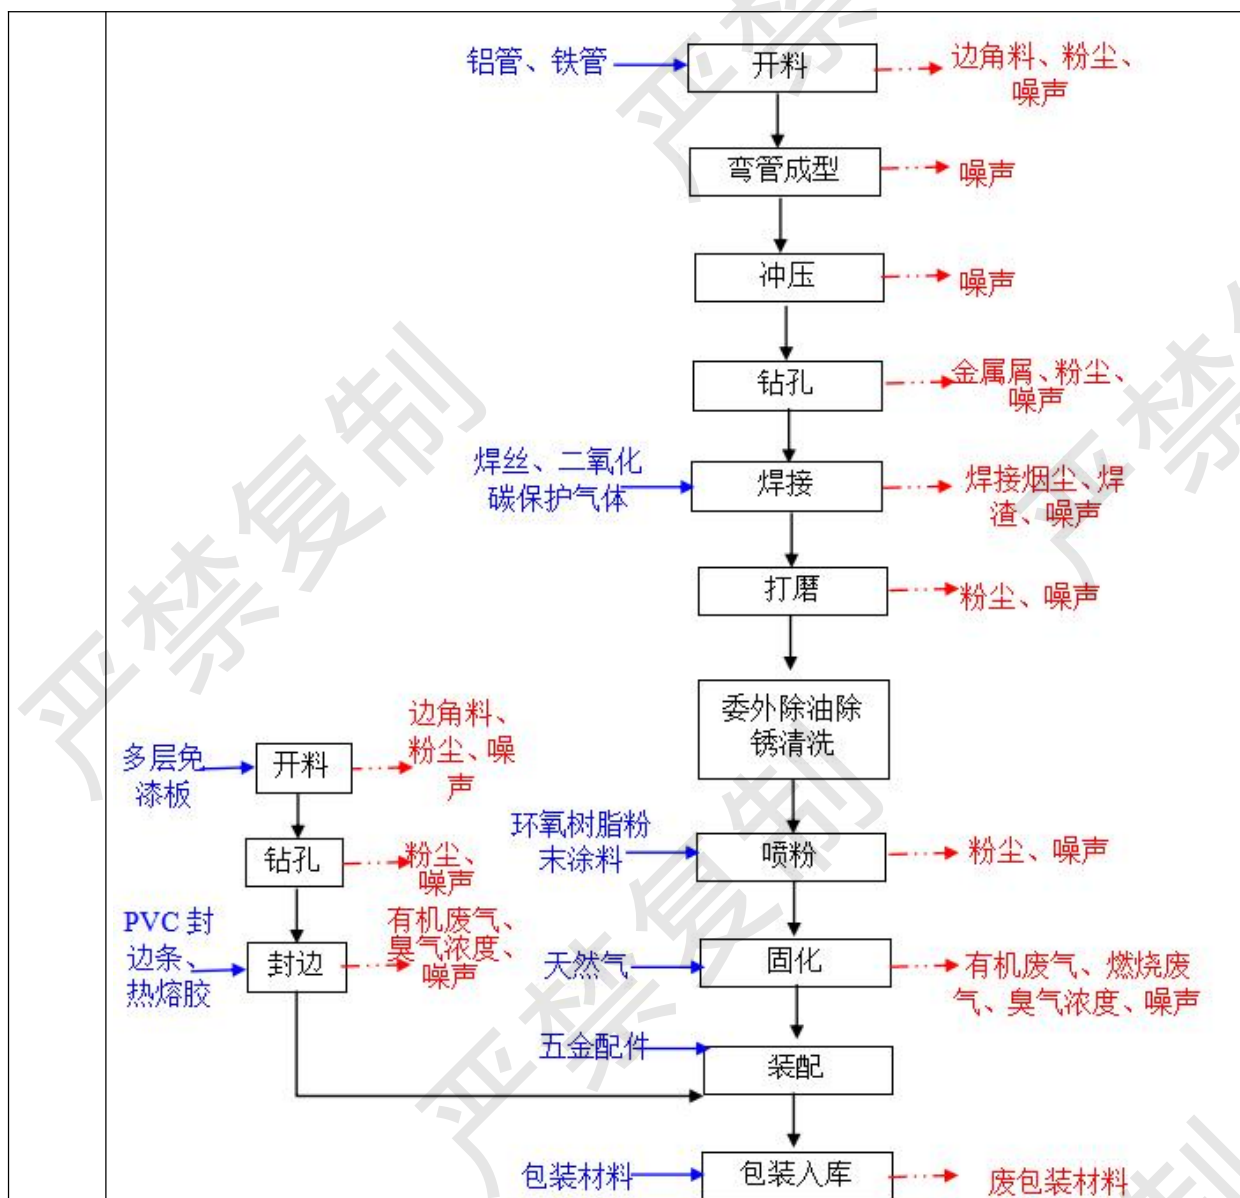 铝管、铁管
开料
边角料、粉尘、
噪声
弯管成型
噪声
冲压
噪声
钻孔
金属屑、粉尘、
噪声
焊丝、二氧化
碳保护气体
焊接
焊接烟尘、焊
渣、噪声
打磨
粉尘、噪声
委外除油除
锈清洗
多层免
漆板
开料
边角料、
粉尘、噪
声
钻孔
粉尘、
噪声
PVC 封
边条、
热熔胶
封边
有机废气、
臭气浓度、
噪声
环氧树脂粉
末涂料
喷粉
粉尘、噪声
天然气
固化
有机废气、燃烧废
气、臭气浓度、噪声
五金配件
装配
包装材料
包装入库
废包装材料
严禁复制
严禁复制
严禁
严禁
制